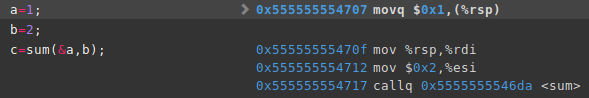 a=1; 0x555555554707 movq $0x1,(%rsp)
b=2;
c=sum(&a,b); 0x55555555470f mov %rsp,%rdi
0x555555554712 mov $0x2,%esi
0x555555554717 callq 0x5555555546da <sum>